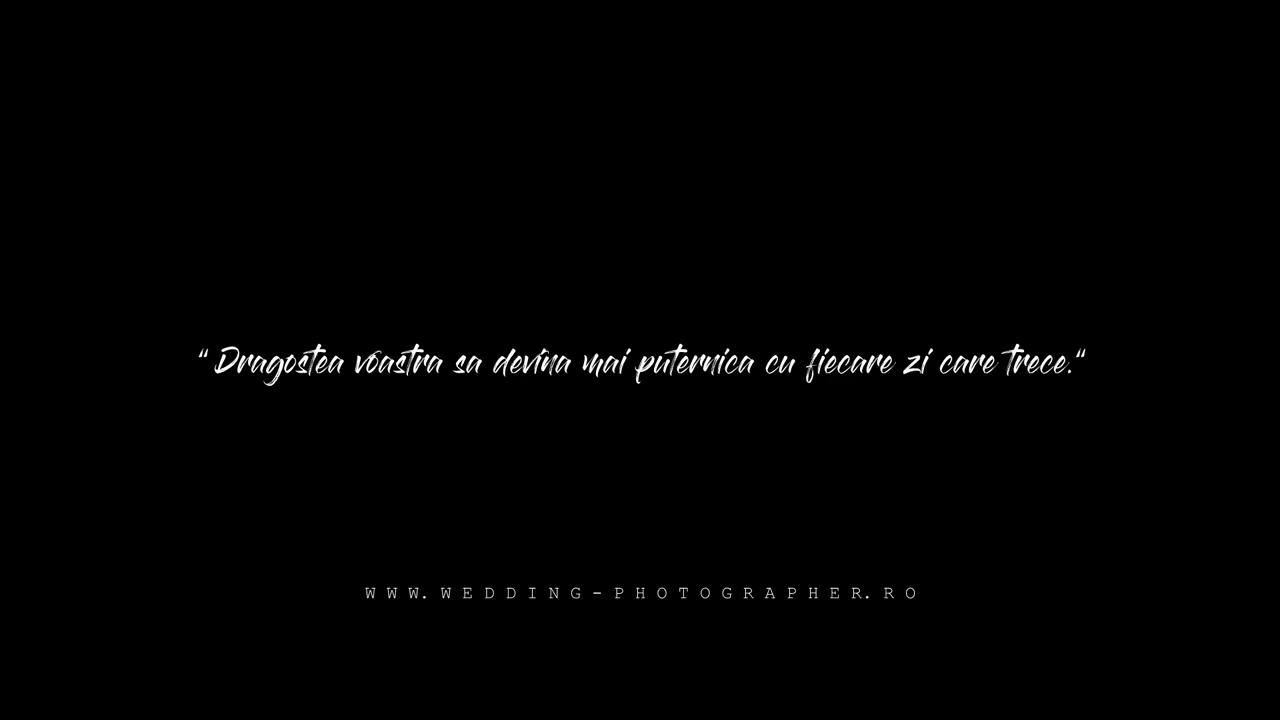 “ Dragostea voastra sa devina mai puternica cu fiecare zi care trece.“
WWW.WEDDING-PHOTOGRAPHER.RO